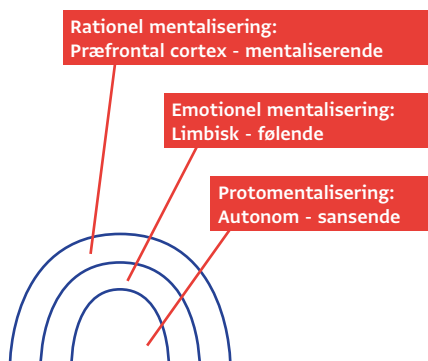 Rationel mentalisering:
Præfrontal cortex - mentaliserende
Emotionel mentalisering:
Limbisk - følende
Protomentalisering:
Autonom - sansende